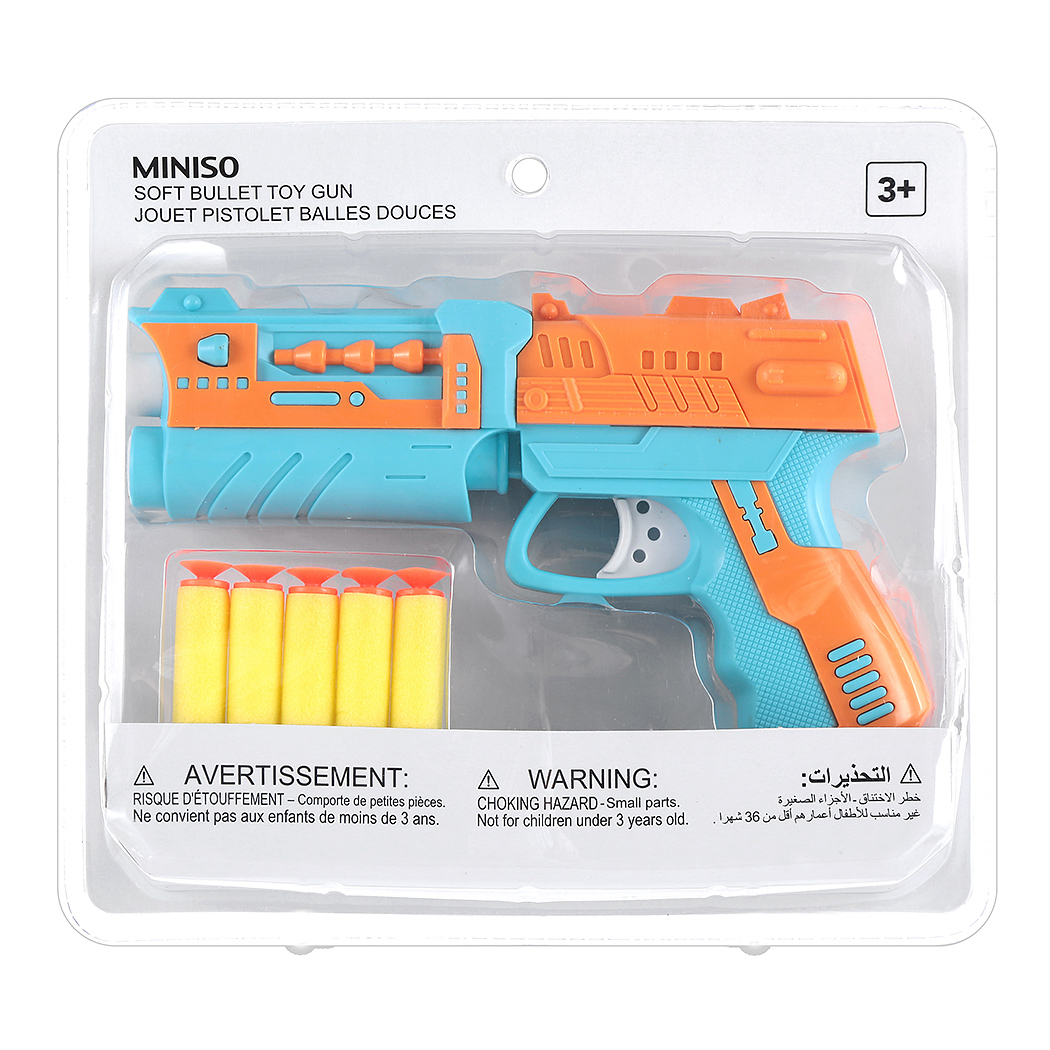 MINISO
SOFT BULLET TOY GUN
JOUET PISTOLET BALLES DOUCES
3+
AVERTISSEMENT:
RISQUE D'ÉTOUFFEMENT – Comporte de petites pièces.
Ne convient pas aux enfants de moins de 3 ans.
WARNING:
CHOKING HAZARD - Small parts.
Not for children under 3 years old.
التحذيرات:
خطر الاختناق - الأجزاء الصغيرة
غير مناسب للأطفال أعمارهم أقل من 36 شهرا .